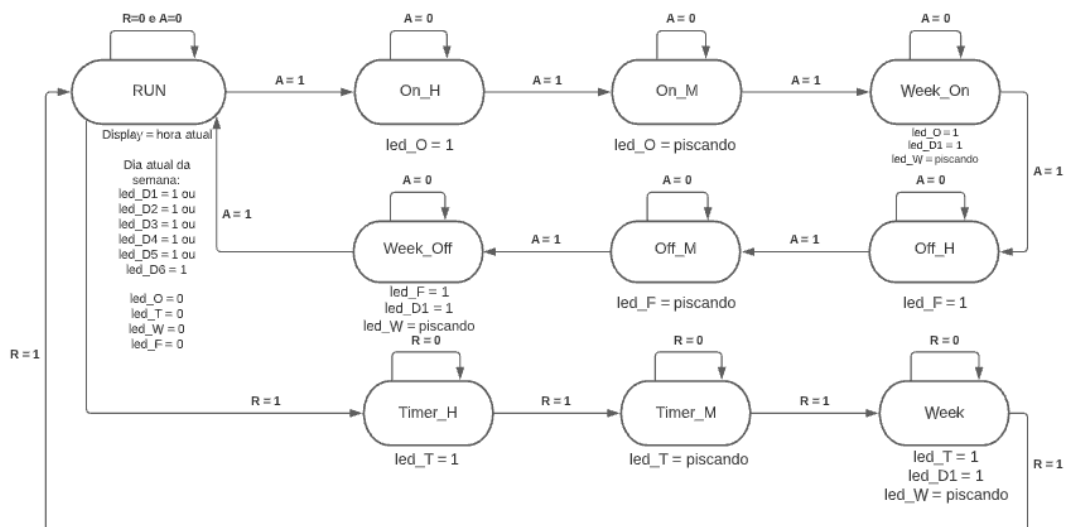 R=0 e A=0
A = 0
A = 0
A = 0
RUN
A = 1
On_H
A = 1
On_M
A = 1
Week_On
Display = hora atual
led_O = 1
led_O = piscando
led_O = 1
led_D1 = 1
led_W = piscando
A = 1
Dia atual da
semana:
led_D1 = 1 ou
led_D2 = 1 ou
led_D3 = 1 ou
led_D4 = 1 ou
led_D5 = 1 ou
led_D6 = 1
led_O = 0
led_T = 0
led_W = 0
led_F = 0
A = 1
A = 0
A = 0
A = 0
Week_Off
A = 1
Off_M
A = 1
Off_H
led_F = 1
led_D1 = 1
led_W = piscando
led_F = piscando
led_F = 1
R = 1
R = 0
R = 0
R = 0
R = 1
Timer_H
R = 1
Timer_M
R = 1
Week
led_T = 1
led_T = piscando
led_T = 1
led_D1 = 1
led_W = piscando
R = 1